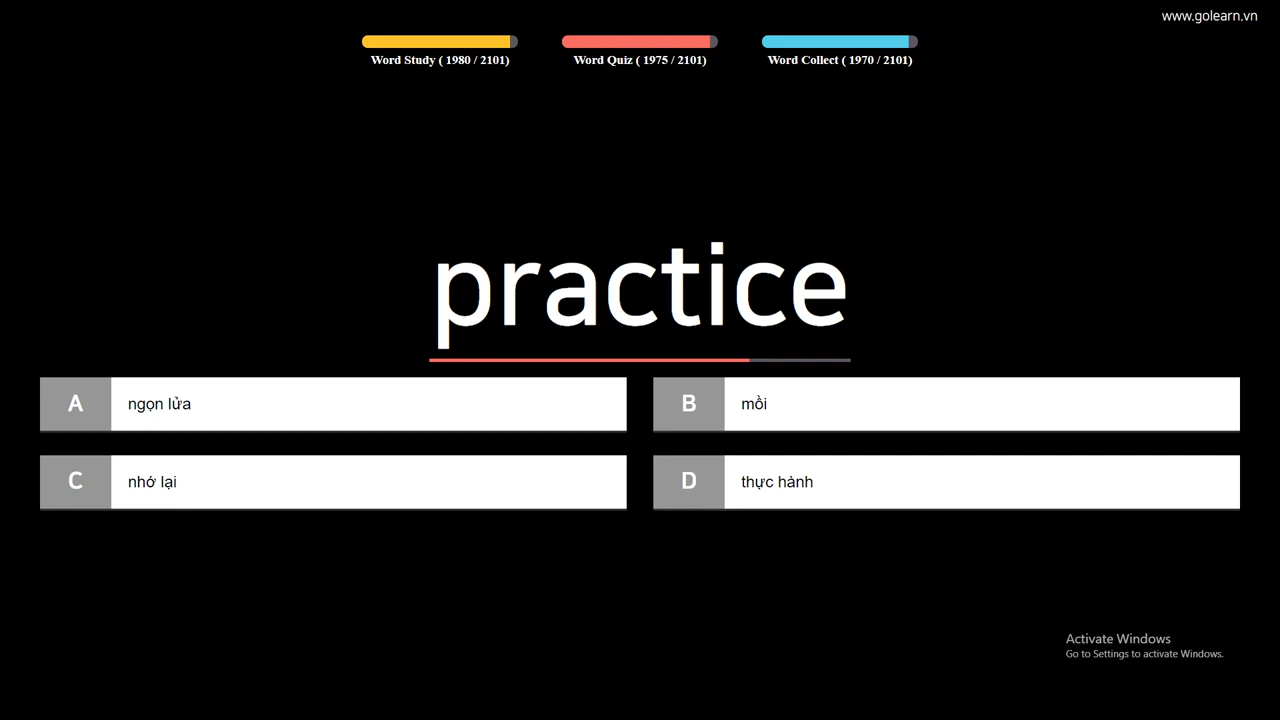 www.golearn.vn
Word Study ( 1980 / 2101) Word Quiz ( 1975 / 2101) Word Collect ( 1970 / 2101)
practice
A ngọn lửa B mồi
C nhớ lại D thực hành
Activate Windows
Go to Settings to activate Windows.